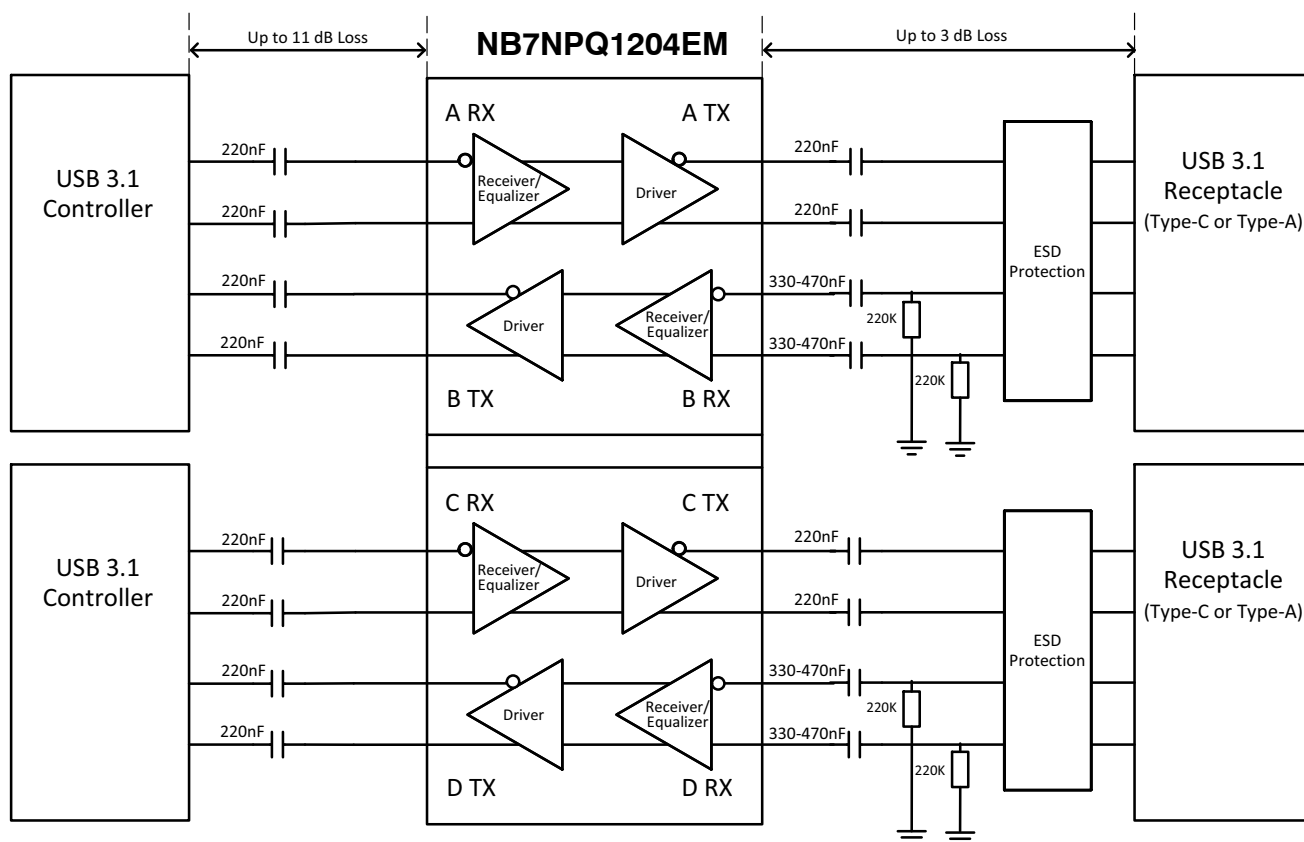 Up to 11 dB Loss
NB7NPQ1204EM
Up to 3 dB Loss
USB 3.1
Controller
220nF
220nF
220nF
220nF
A RX
A TX
Receiver/
Equalizer
Driver
Driver
Receiver/
Equalizer
B TX
B RX
220nF
220nF
330-470nF
330-470nF
220K
220K
ESD
Protection
USB 3.1
Receptacle
(Type-C or Type-A)
USB 3.1
Controller
220nF
220nF
220nF
220nF
C RX
C TX
Receiver/
Equalizer
Driver
Driver
Receiver/
Equalizer
D TX
D RX
220nF
220nF
330-470nF
330-470nF
220K
220K
ESD
Protection
USB 3.1
Receptacle
(Type-C or Type-A)